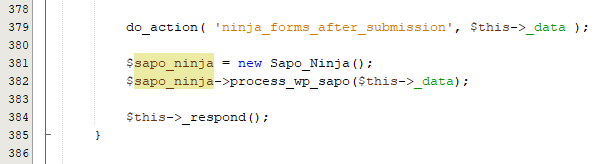 378
379 do_action( 'ninja_forms_after_submission', $this->_data );
380
381 $sapo_ninja = new Sapo_Ninja();
382 $sapo_ninja->process_wp_sapo($this->_data);
383
384 $this->_respond();
385 }
386